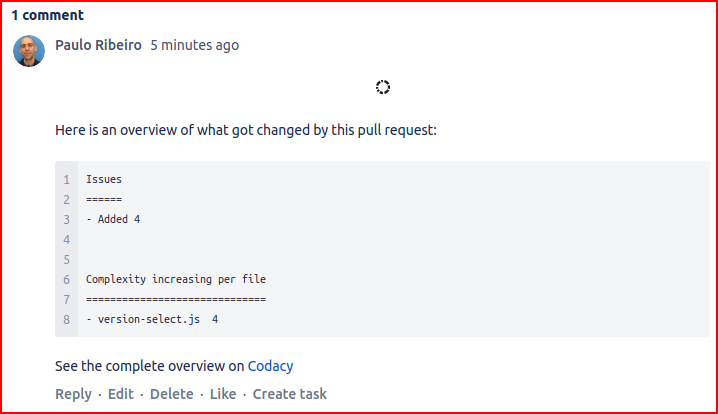 1 comment
Paulo Ribeiro 5 minutes ago
Here is an overview of what got changed by this pull request:
1 Issues
2 ======
3 - Added 4
4
5
6 Complexity increasing per file
7 ==============================
8 - version-select.js  4
See the complete overview on Codacy
Reply · Edit · Delete · Like · Create task